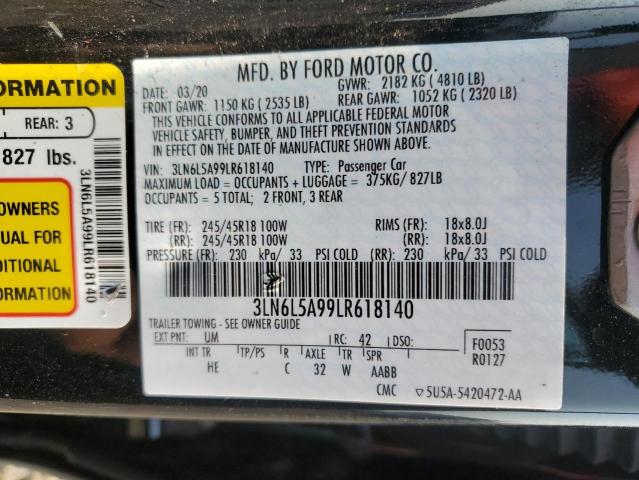 ORMATION
REAR: 3
827 lbs.
3LN6L5A99LR618140
OWNERS
UAL FOR
DITIONAL
FORMATION
MFD. BY FORD MOTOR CO.
DATE: 03/20 GVWR: 2182 KG ( 4810 LB)
FRONT GAWR: 1150 KG ( 2535 LB) REAR GAWR: 1052 KG ( 2320 LB)
THIS VEHICLE CONFORMS TO ALL APPLICABLE FEDERAL MOTOR
VEHICLE SAFETY, BUMPER, AND THEFT PREVENTION STANDARDS
IN EFFECT ON THE DATE OF MANUFACTURE SHOWN ABOVE.
VIN: 3LN6L5A99LR618140 TYPE: Passenger Car
MAXIMUM LOAD = OCCUPANTS + LUGGAGE = 375KG/ 827LB
OCCUPANTS = 5 TOTAL; 2 FRONT, 3 REAR
TIRE (FR): 245/45R18 100W RIMS (FR): 18x8.0J
(RR): 245/45R18 100W (RR): 18x8.0J
PRESSURE (FR): 230 kPa/ 33 PSI COLD (RR): 230 kPa/ 33 PSI COLD
3LN6L5A99LR618140
TRAILER TOWING - SEE OWNER GUIDE
EXT PNT: UM RC: 42 DSO: F0053
INT TR TP/PS R AXLE TR SPR R0127
HE C 32 W AABB
CMC ▽5U5A-5420472-AA